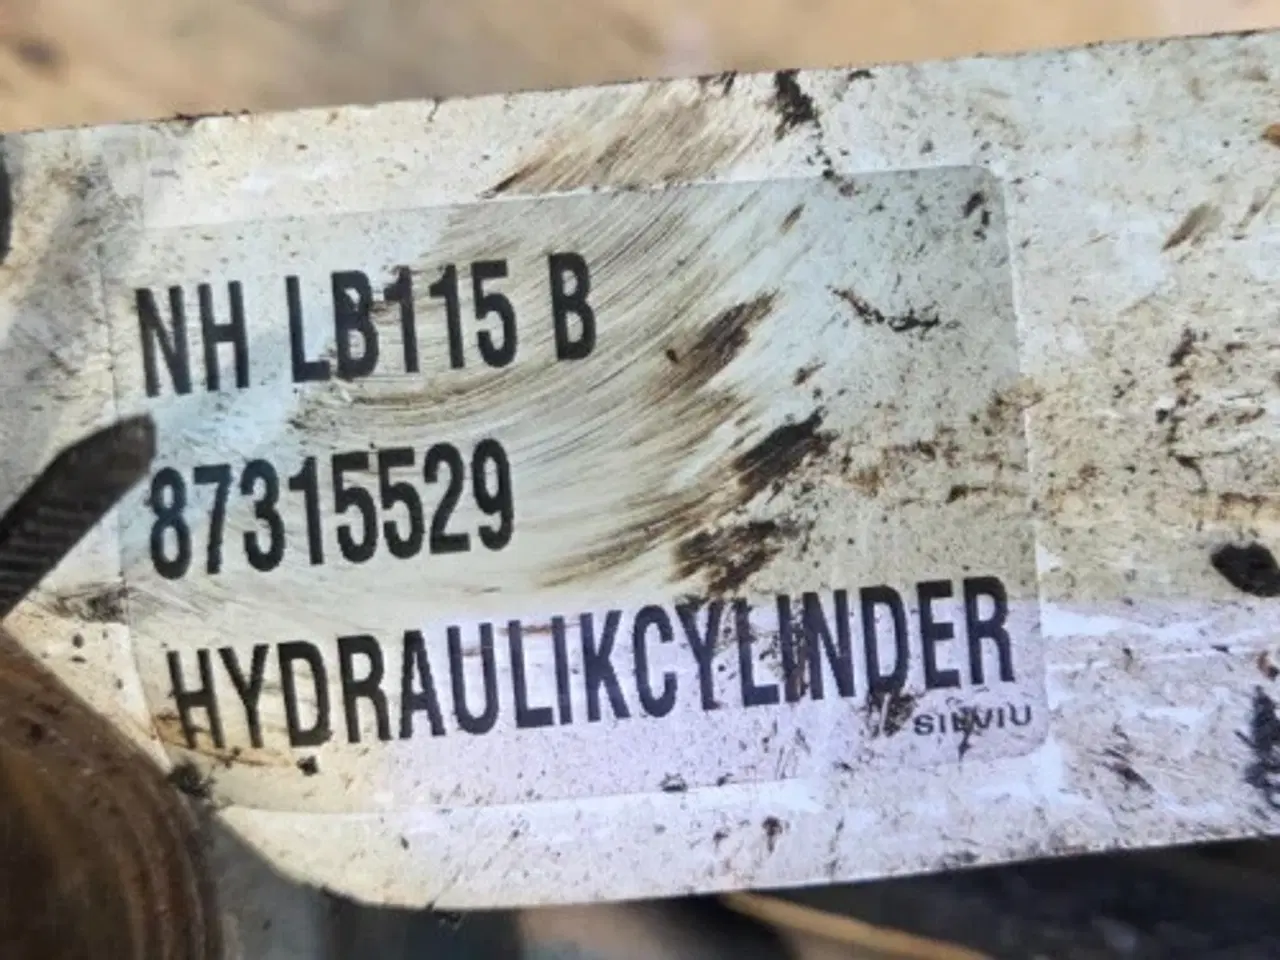 NH LB115 B
87315529
HYDRAULIKCYLINDER
SILVIU